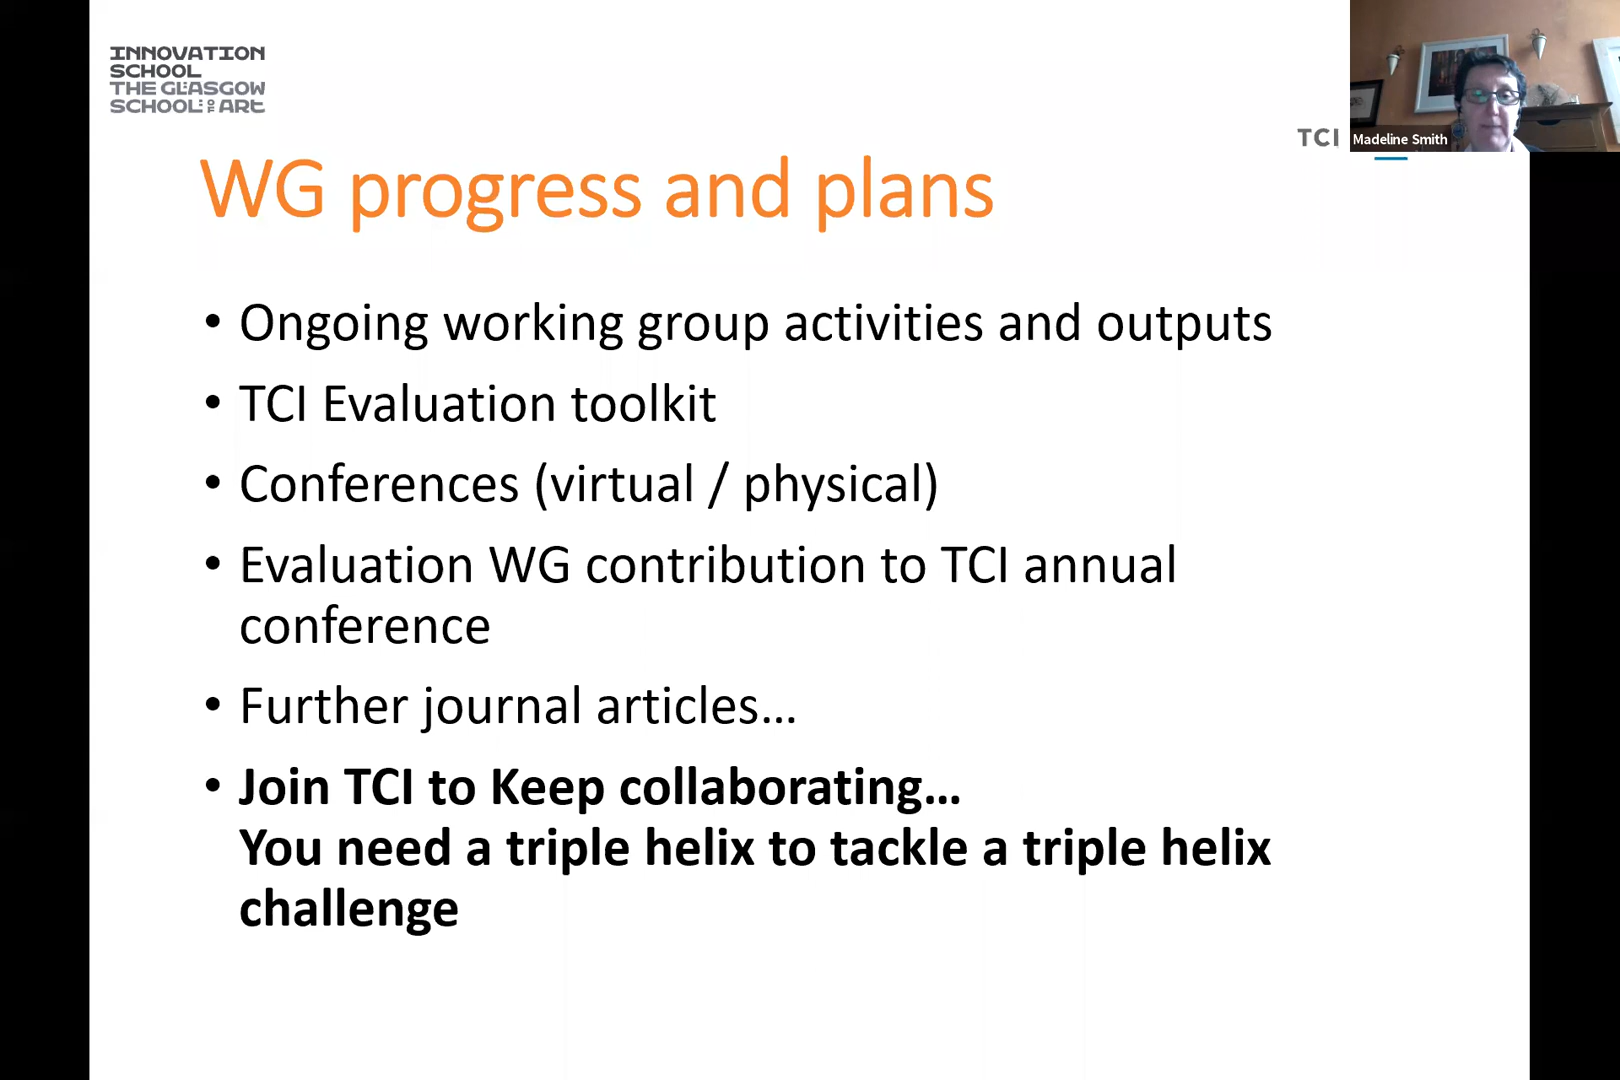 INNOVATION
SCHOOL
THE GLASGOW
SCHOOL:ºF ART
TCI
Madeline Smith
WG progress and plans
• Ongoing working group activities and outputs
• TCI Evaluation toolkit
• Conferences (virtual / physical)
• Evaluation WG contribution to TCI annual
conference
• Further journal articles...
• Join TCI to Keep collaborating...
You need a triple helix to tackle a triple helix
challenge